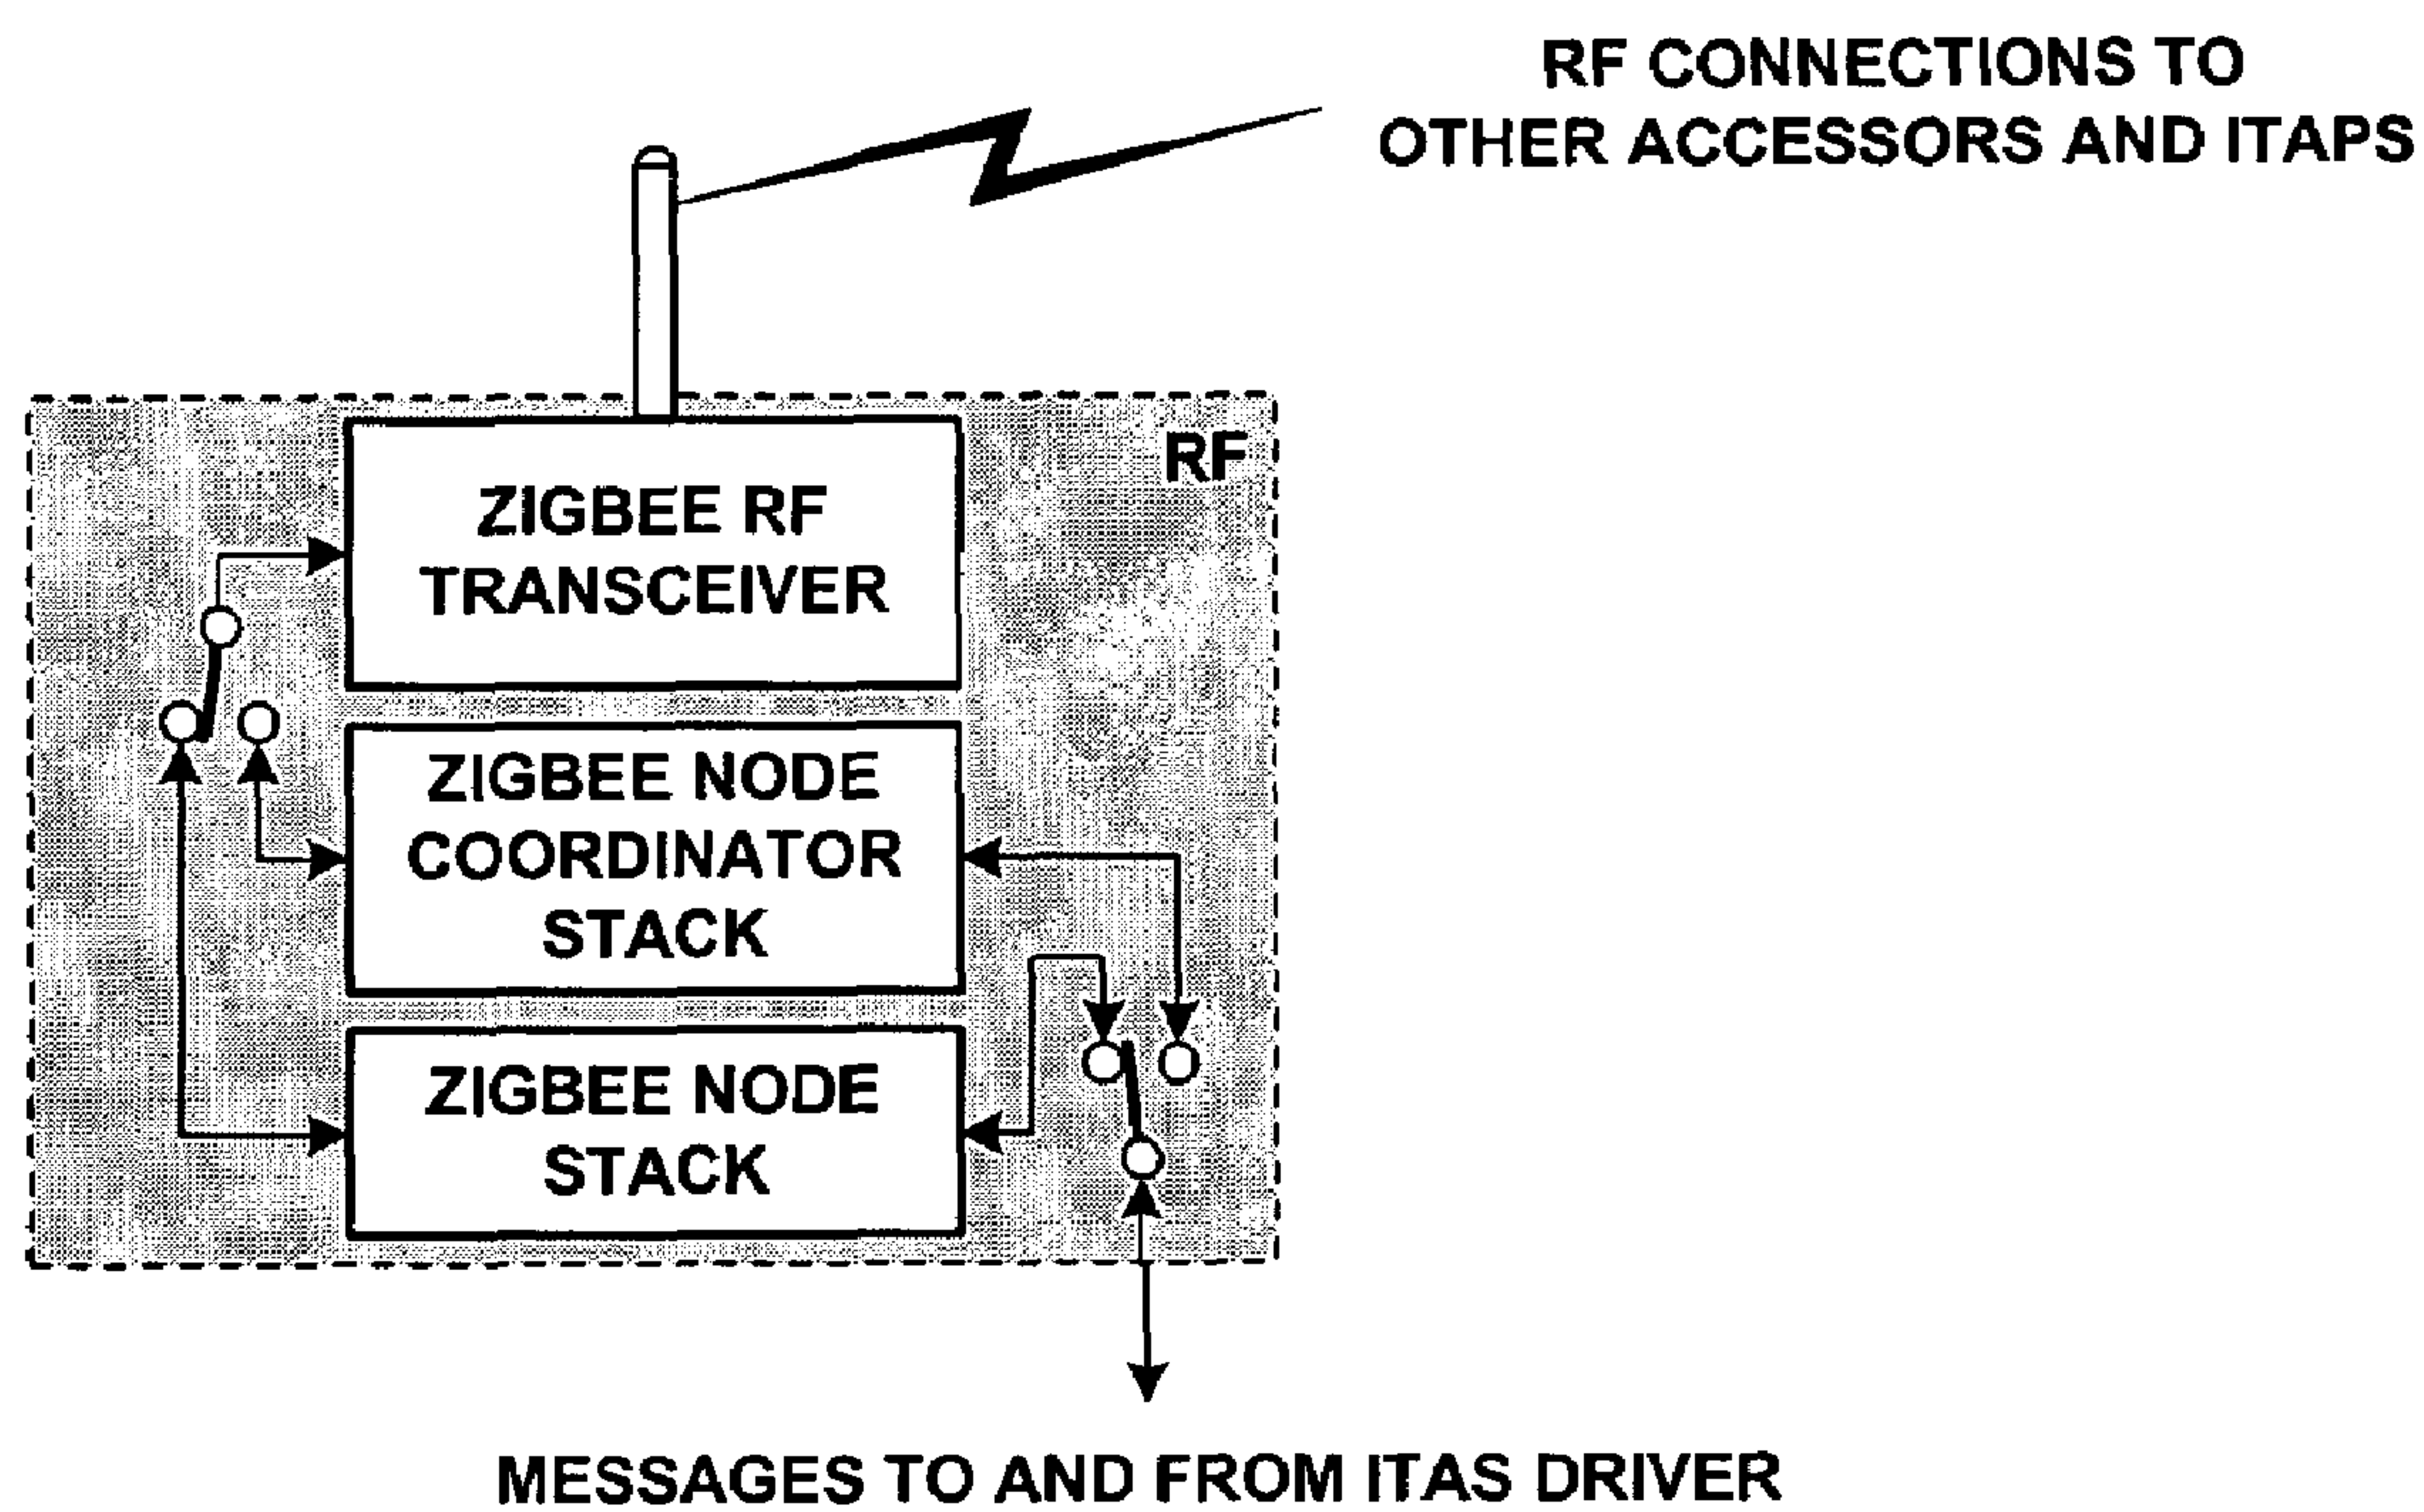 RF CONNECTIONS TO
OTHER ACCESSORS AND ITAPS
RF
ZIGBEE RF
TRANSCEIVER
ZIGBEE NODE
COORDINATOR
STACK
ZIGBEE NODE
STACK
MESSAGES TO AND FROM ITAS DRIVER